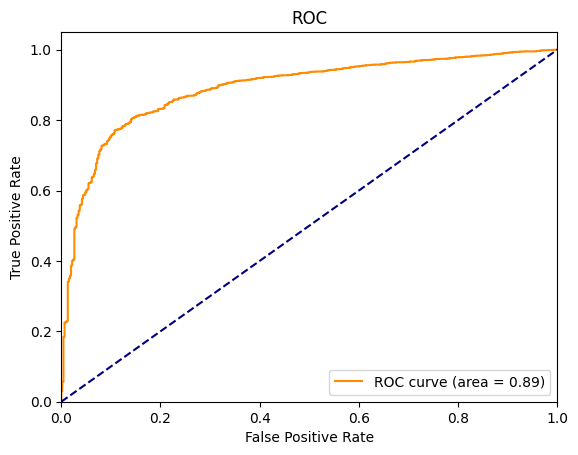 ROC
1.0
0.8
0.6
0.4
0.2
0.0
True Positive Rate
ROC curve (area = 0.89)
0.0 0.2 0.4 0.6 0.8 1.0
False Positive Rate